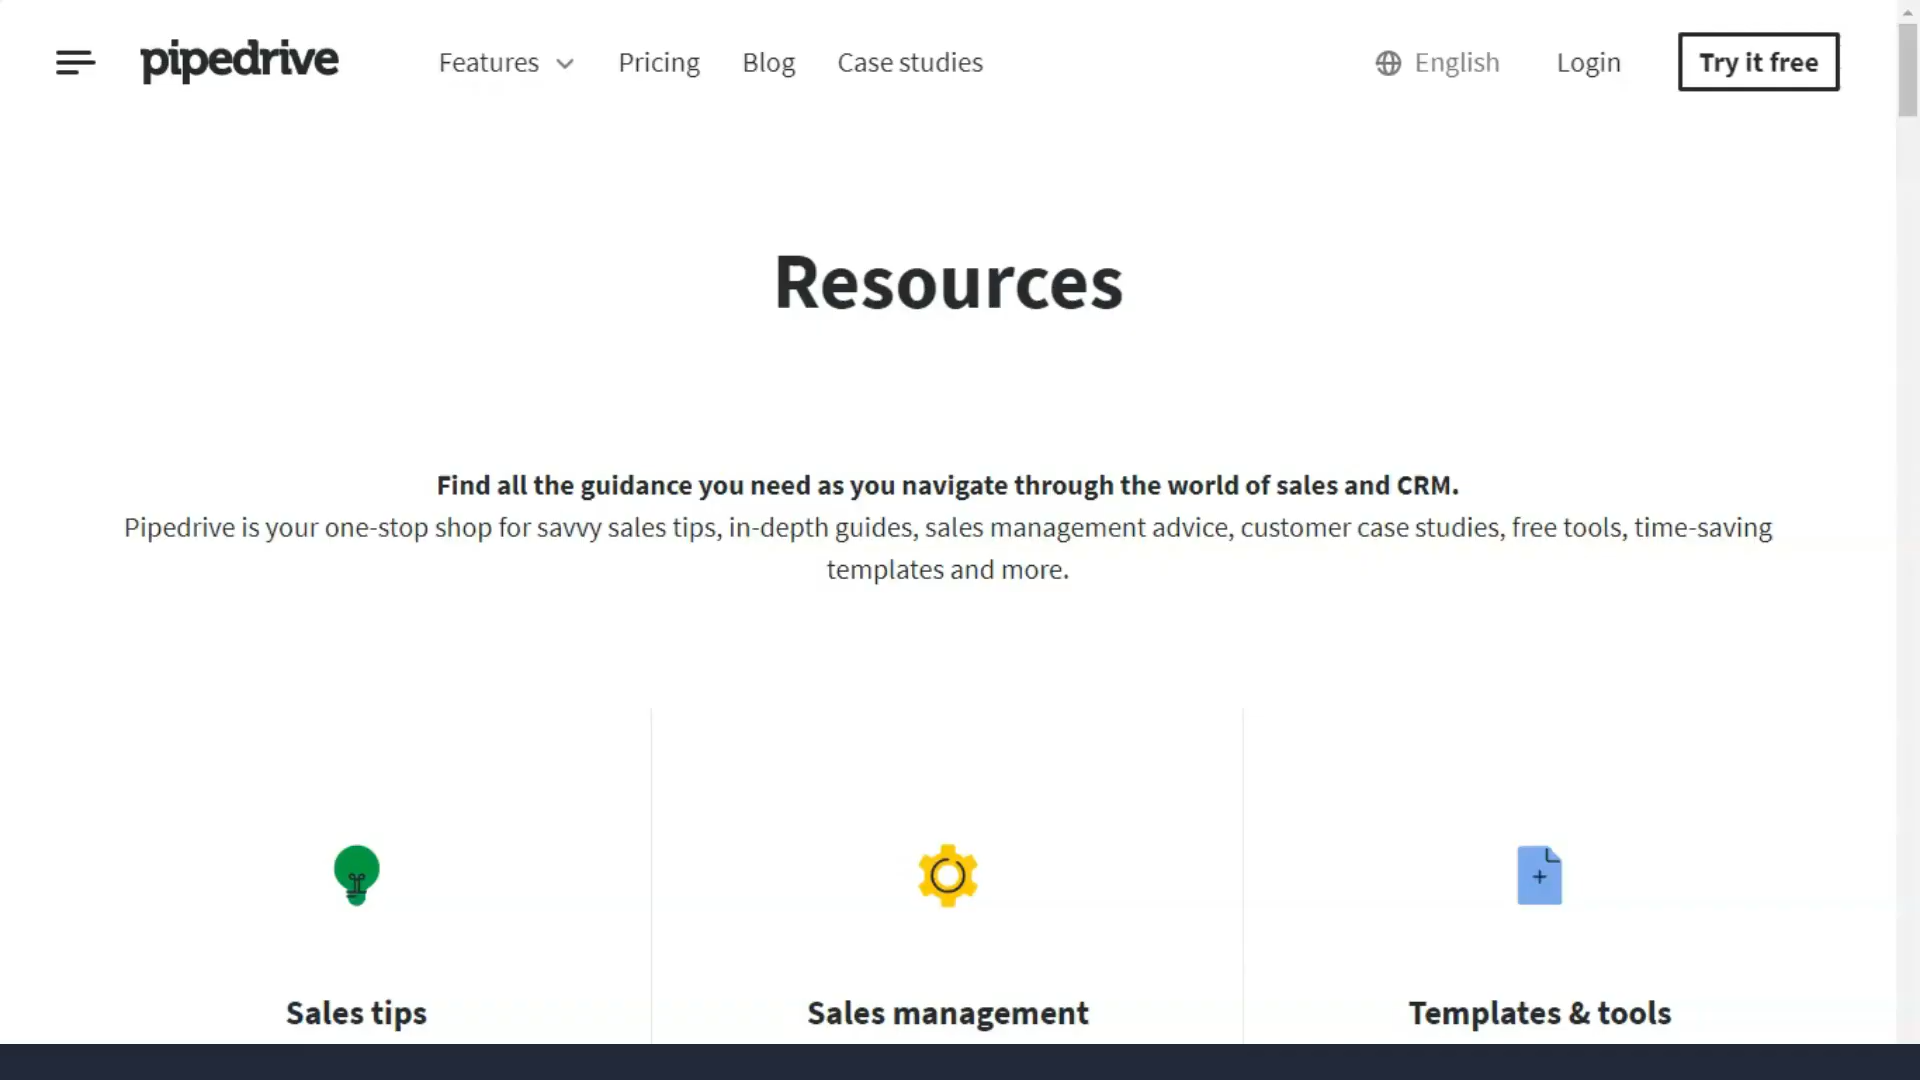 pipedrive
Features
Pricing
Blog
Case studies
English
Login
Try it free
Resources
Find all the guidance you need as you navigate through the world of sales and CRM.
Pipedrive is your one-stop shop for savvy sales tips, in-depth guides, sales management advice, customer case studies, free tools, time-saving
templates and more.
Sales tips
Sales management
Templates & tools